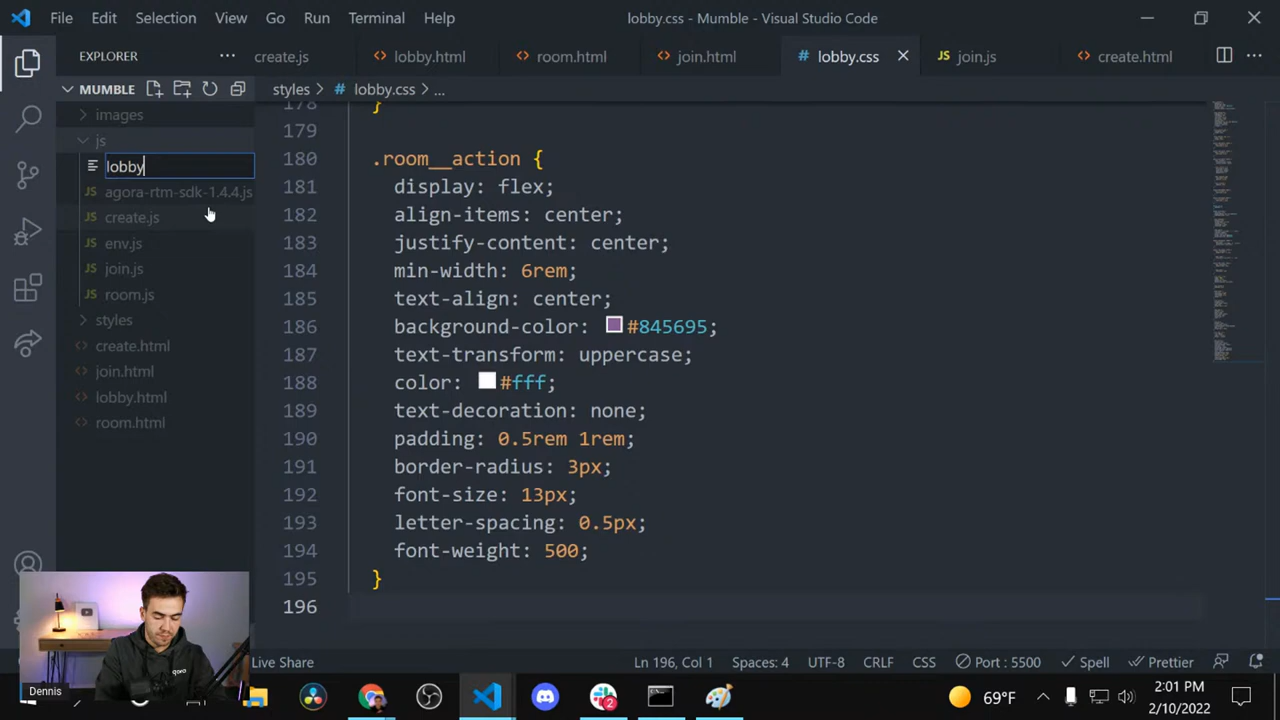 File Edit Selection View Go Run Terminal Help lobby.css - Mumble - Visual Studio Code
EXPLORER ... create.js lobby.html room.html join.html # lobby.css JS join.js create.html ...
MUMBLE styles > # lobby.css > ...
images
js
lobby
JS agora-rtm-sdk-1.4.4.js
JS create.js
JS env.js
JS join.js
JS room.js
styles
create.html
join.html
lobby.html
room.html
178 }
179
180 .room__action {
181 display: flex;
182 align-items: center;
183 justify-content: center;
184 min-width: 6rem;
185 text-align: center;
186 background-color: #845695;
187 text-transform: uppercase;
188 color: #fff;
189 text-decoration: none;
190 padding: 0.5rem 1rem;
191 border-radius: 3px;
192 font-size: 13px;
193 letter-spacing: 0.5px;
194 font-weight: 500;
195 }
196
Dennis
Live Share Ln 196, Col 1 Spaces: 4 UTF-8 CRLF CSS Port : 5500 Spell Prettier
2 69°F 2:01 PM
2/10/2022